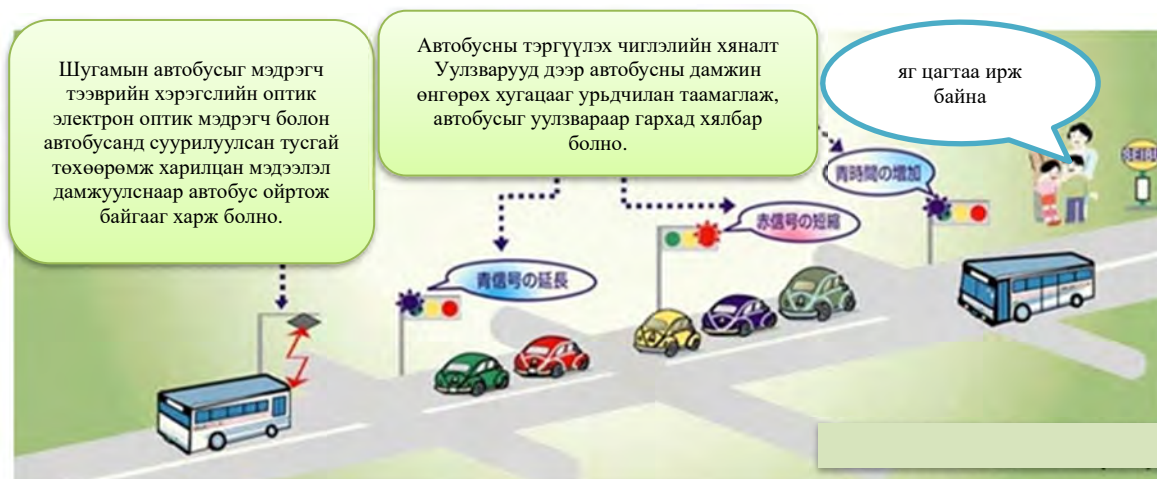 Шугамын автобусыг мэдрэгч
тээврийн хэрэгслийн оптик
электрон оптик мэдрэгч болон
автобусанд суурилуулсан тусгай
төхөөрөмж харилцан мэдээлэл
дамжуулснаар автобус ойртож
байгааг харж болно.
Автобусны тэргүүлэх чиглэлийн хяналт
Уулзварууд дээр автобусны дамжин
өнгөрөх хугацааг урьдчилан таамаглаж,
автобусыг уулзвараар гархад хялбар
болно.
яг цагтаа ирж
байна
青時間の増加
SEIBU
赤信号の短縮
青信号の延長